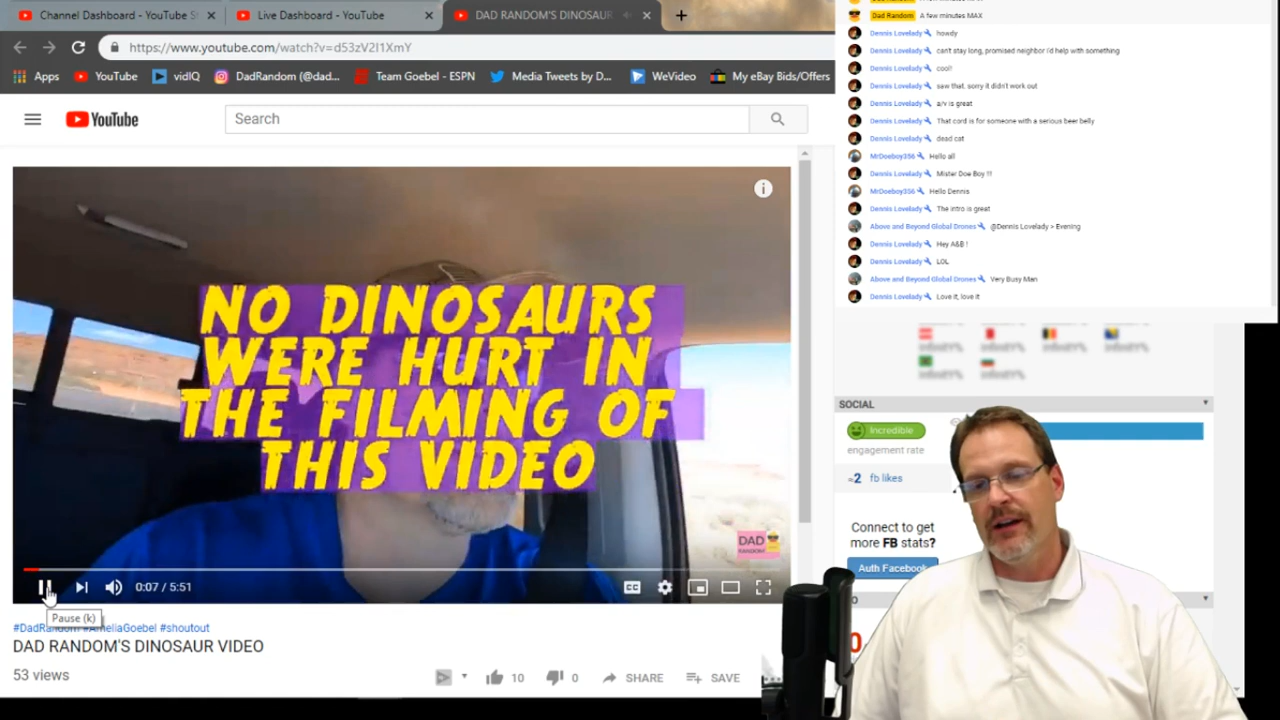 Dashboard - YouTube
Dashboard - YouTube
https://www.youtube.com/watch?v=d53zV2I1XmY
Apps
YouTube
Team Goebel - ESPN
Media Tweets by D...
WeVideo
My eBay Bids/Offers
YouTube
Search
NO DINOSAURS
WERE HURT IN
THE FILMING OF
THIS VIDEO
DAD
RANDOM
0:07 / 5:51
CC
Pause (k)
#DadRandom #AmeliaGoebel #shoutout
DAD RANDOM'S DINOSAUR VIDEO
53 views
10
0
SHARE
SAVE
Dad Random A few minutes MAX
Dennis Lovelady howdy
Dennis Lovelady can't stay long, promised neighbor i'd help with something
Dennis Lovelady cool!
Dennis Lovelady saw that, sorry it didn't work out
Dennis Lovelady a/v is great
Dennis Lovelady That cord is for someone with a serious beer belly
Dennis Lovelady dead cat
MrDoeboy356 Hello all
Dennis Lovelady Mister Doe Boy !!!
MrDoeboy356 Hello Dennis
Dennis Lovelady The intro is great
Above and Beyond Global Drones @Dennis Lovelady > Evening
Dennis Lovelady Hey A&B !
Dennis Lovelady LOL
Above and Beyond Global Drones Very Busy Man
Dennis Lovelady Love it, love it
SOCIAL
Incredible
engagement rate
≈2 fb likes
Connect to get
more FB stats?
Auth Facebook